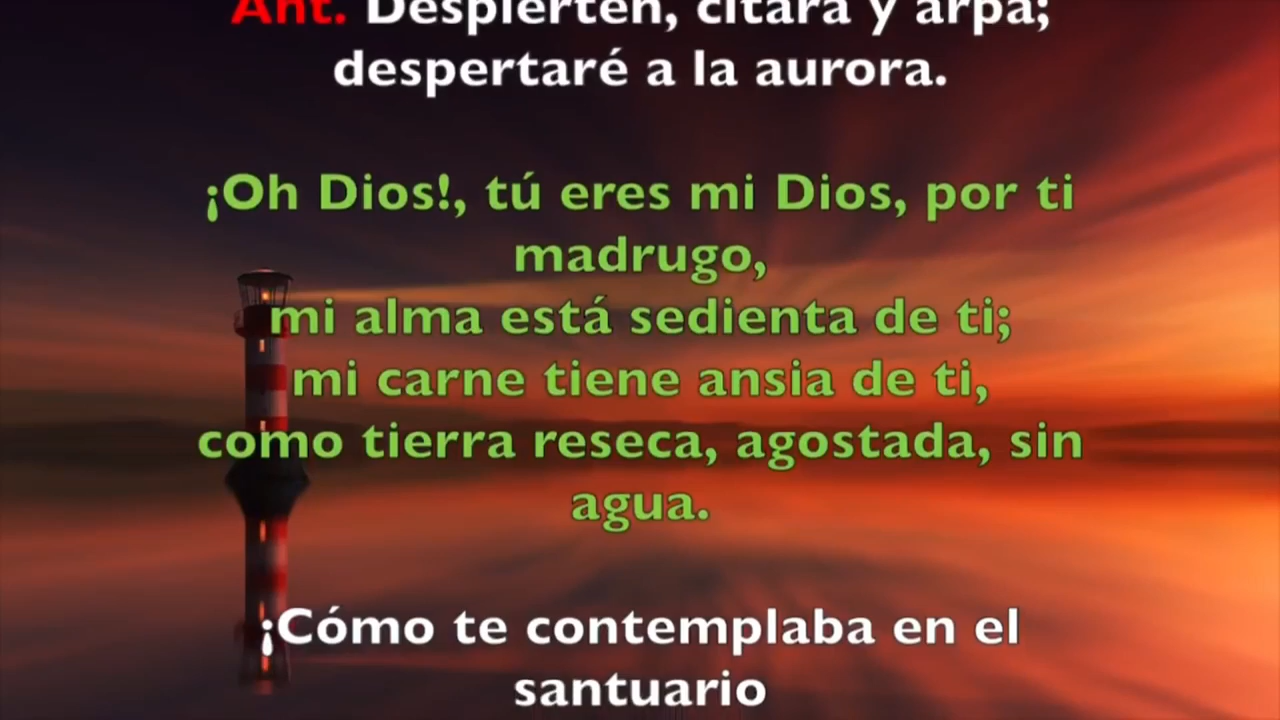 Ant. Despierten, cítara y arpa;
despertaré a la aurora.
¡Oh Dios!, tú eres mi Dios, por ti
madrugo,
mi alma está sedienta de ti;
mi carne tiene ansia de ti,
como tierra reseca, agostada, sin
agua.
¡Cómo te contemplaba en el
santuario